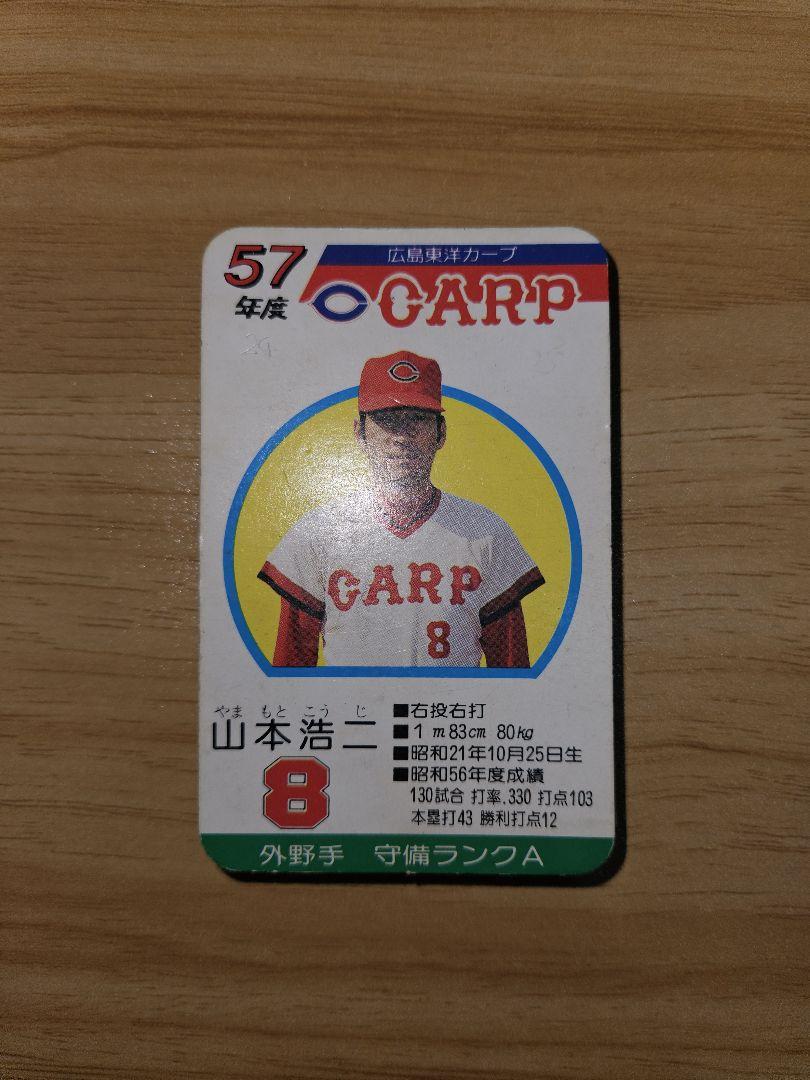 57
年度
広島東洋カープ
C CARP
C
CARP
8
やま もと こう じ
山本浩二
8
■右投右打
■1m83cm 80kg
■昭和21年10月25日生
■昭和56年度成績
130試合 打率.330 打点103
本塁打43 勝利打点12
外野手 守備ランクA